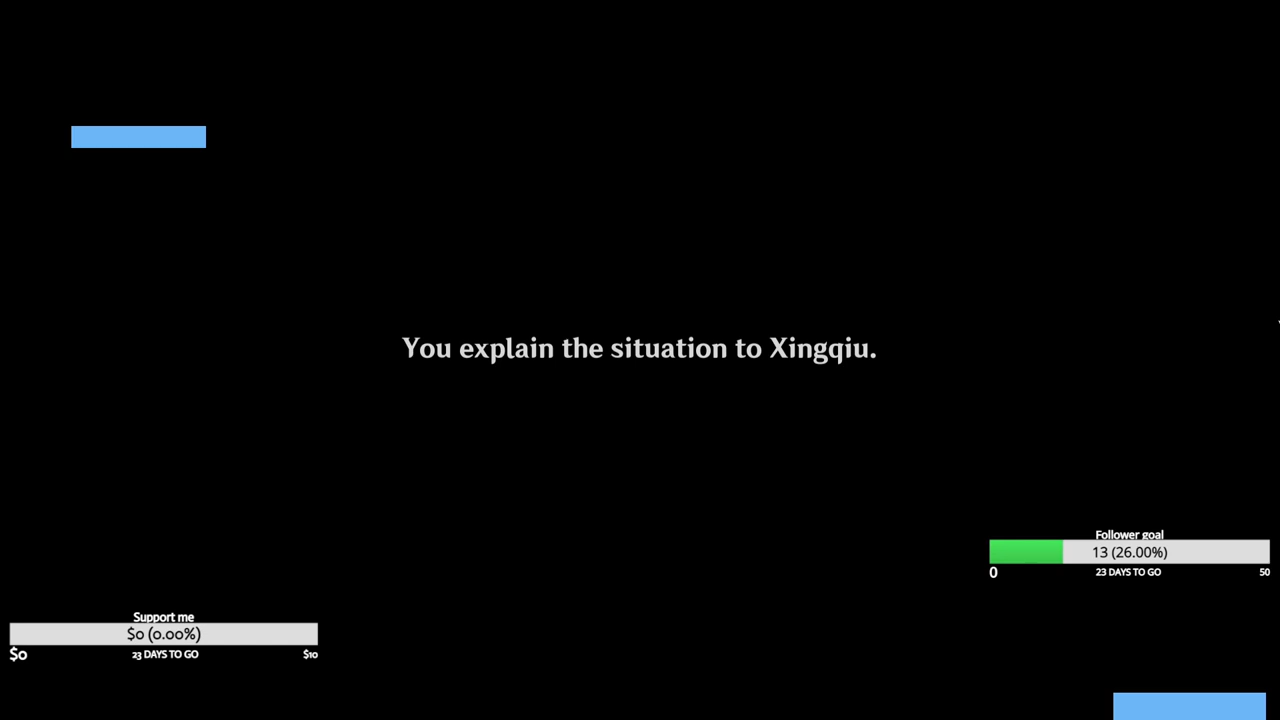 You explain the situation to Xingqiu.
Follower goal
13 (26.00%)
0 23 DAYS TO GO 50
Support me
$0 (0.00%)
$0 23 DAYS TO GO $10